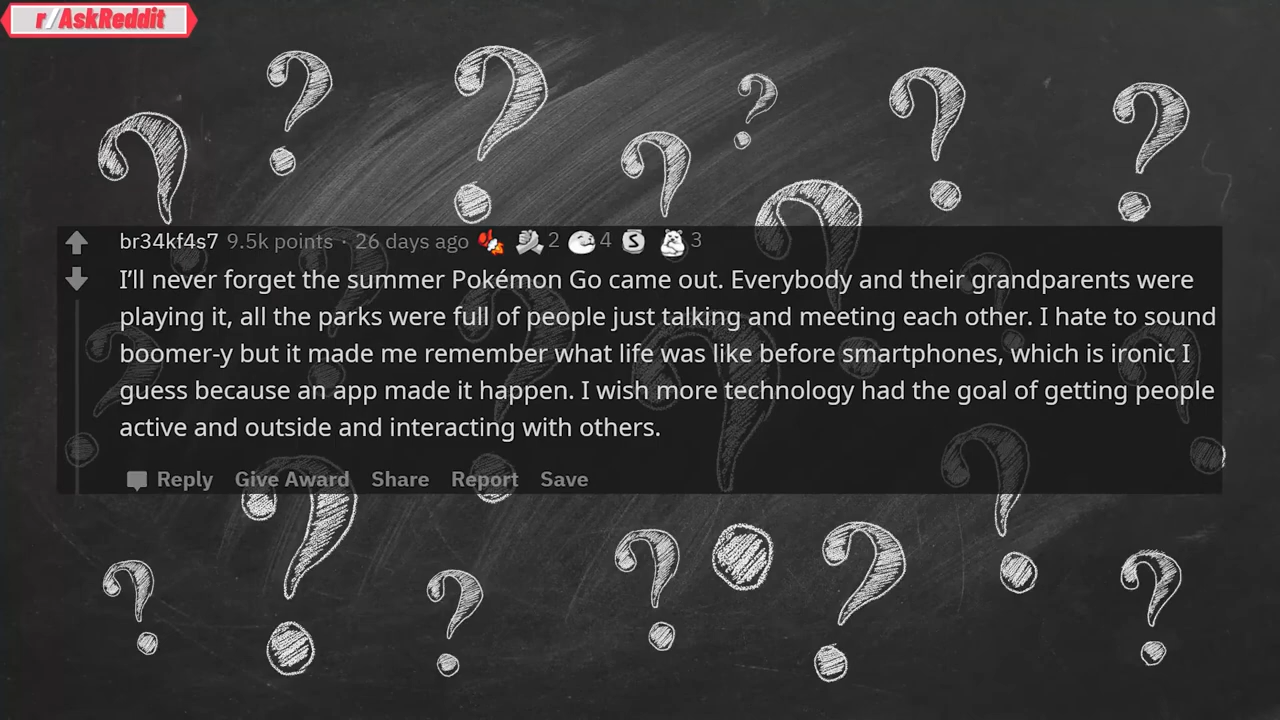 r/AskReddit
br34kf4s7 9.5k points · 26 days ago 2 4 S 3
I’ll never forget the summer Pokémon Go came out. Everybody and their grandparents were
playing it, all the parks were full of people just talking and meeting each other. I hate to sound
boomer-y but it made me remember what life was like before smartphones, which is ironic I
guess because an app made it happen. I wish more technology had the goal of getting people
active and outside and interacting with others.
Reply Give Award Share Report Save